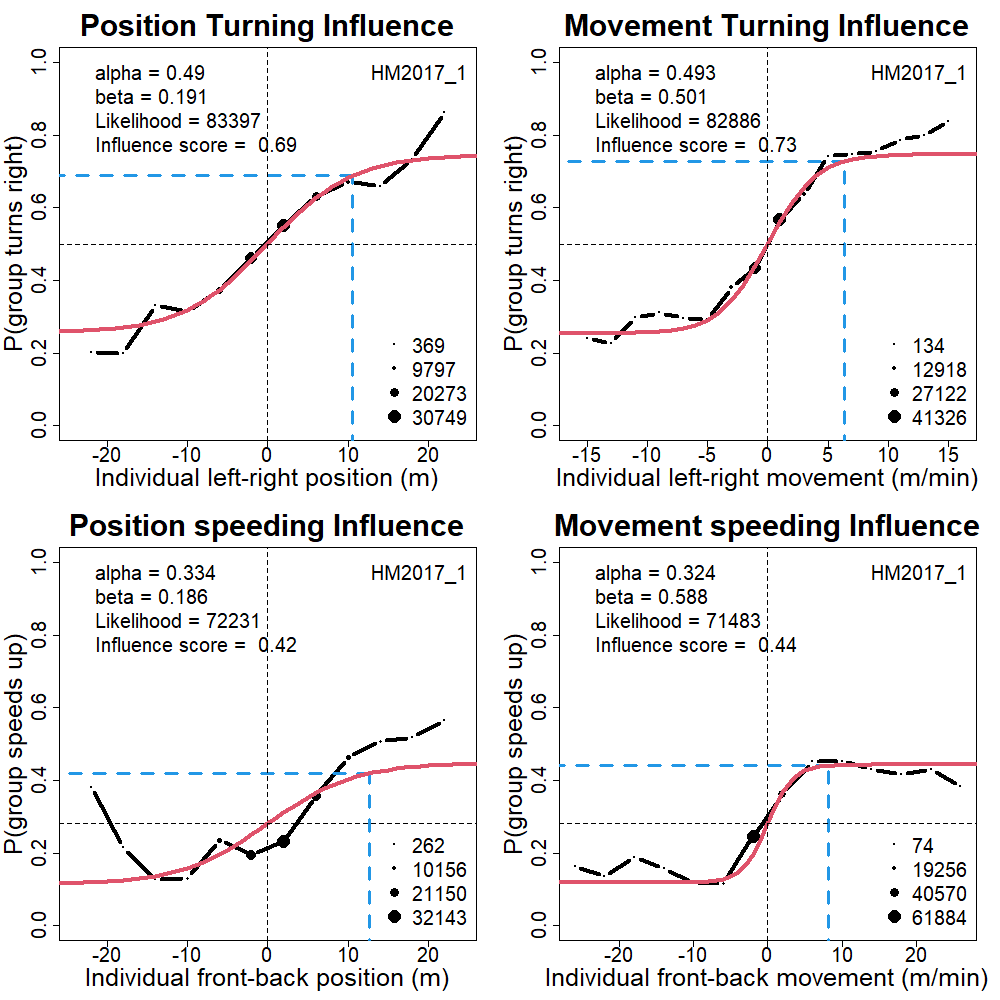 Position Turning Influence
alpha = 0.49
HM2017_1
beta = 0.191
Likelihood = 83397
Influence score = 0.69
P(group turns right)
0.0 0.2 0.4 0.6 0.8 1.0
369
9797
20273
30749
-20 -10 0 10 20
Individual left-right position (m)
Movement Turning Influence
alpha = 0.493
HM2017_1
beta = 0.501
Likelihood = 82886
Influence score = 0.73
P(group turns right)
0.0 0.2 0.4 0.6 0.8 1.0
134
12918
27122
41326
-15 -10 -5 0 5 10 15
Individual left-right movement (m/min)
Position speeding Influence
alpha = 0.334
HM2017_1
beta = 0.186
Likelihood = 72231
Influence score = 0.42
P(group speeds up)
0.0 0.2 0.4 0.6 0.8 1.0
262
10156
21150
32143
-20 -10 0 10 20
Individual front-back position (m)
Movement speeding Influence
alpha = 0.324
HM2017_1
beta = 0.588
Likelihood = 71483
Influence score = 0.44
P(group speeds up)
0.0 0.2 0.4 0.6 0.8 1.0
74
19256
40570
61884
-20 -10 0 10 20
Individual front-back movement (m/min)